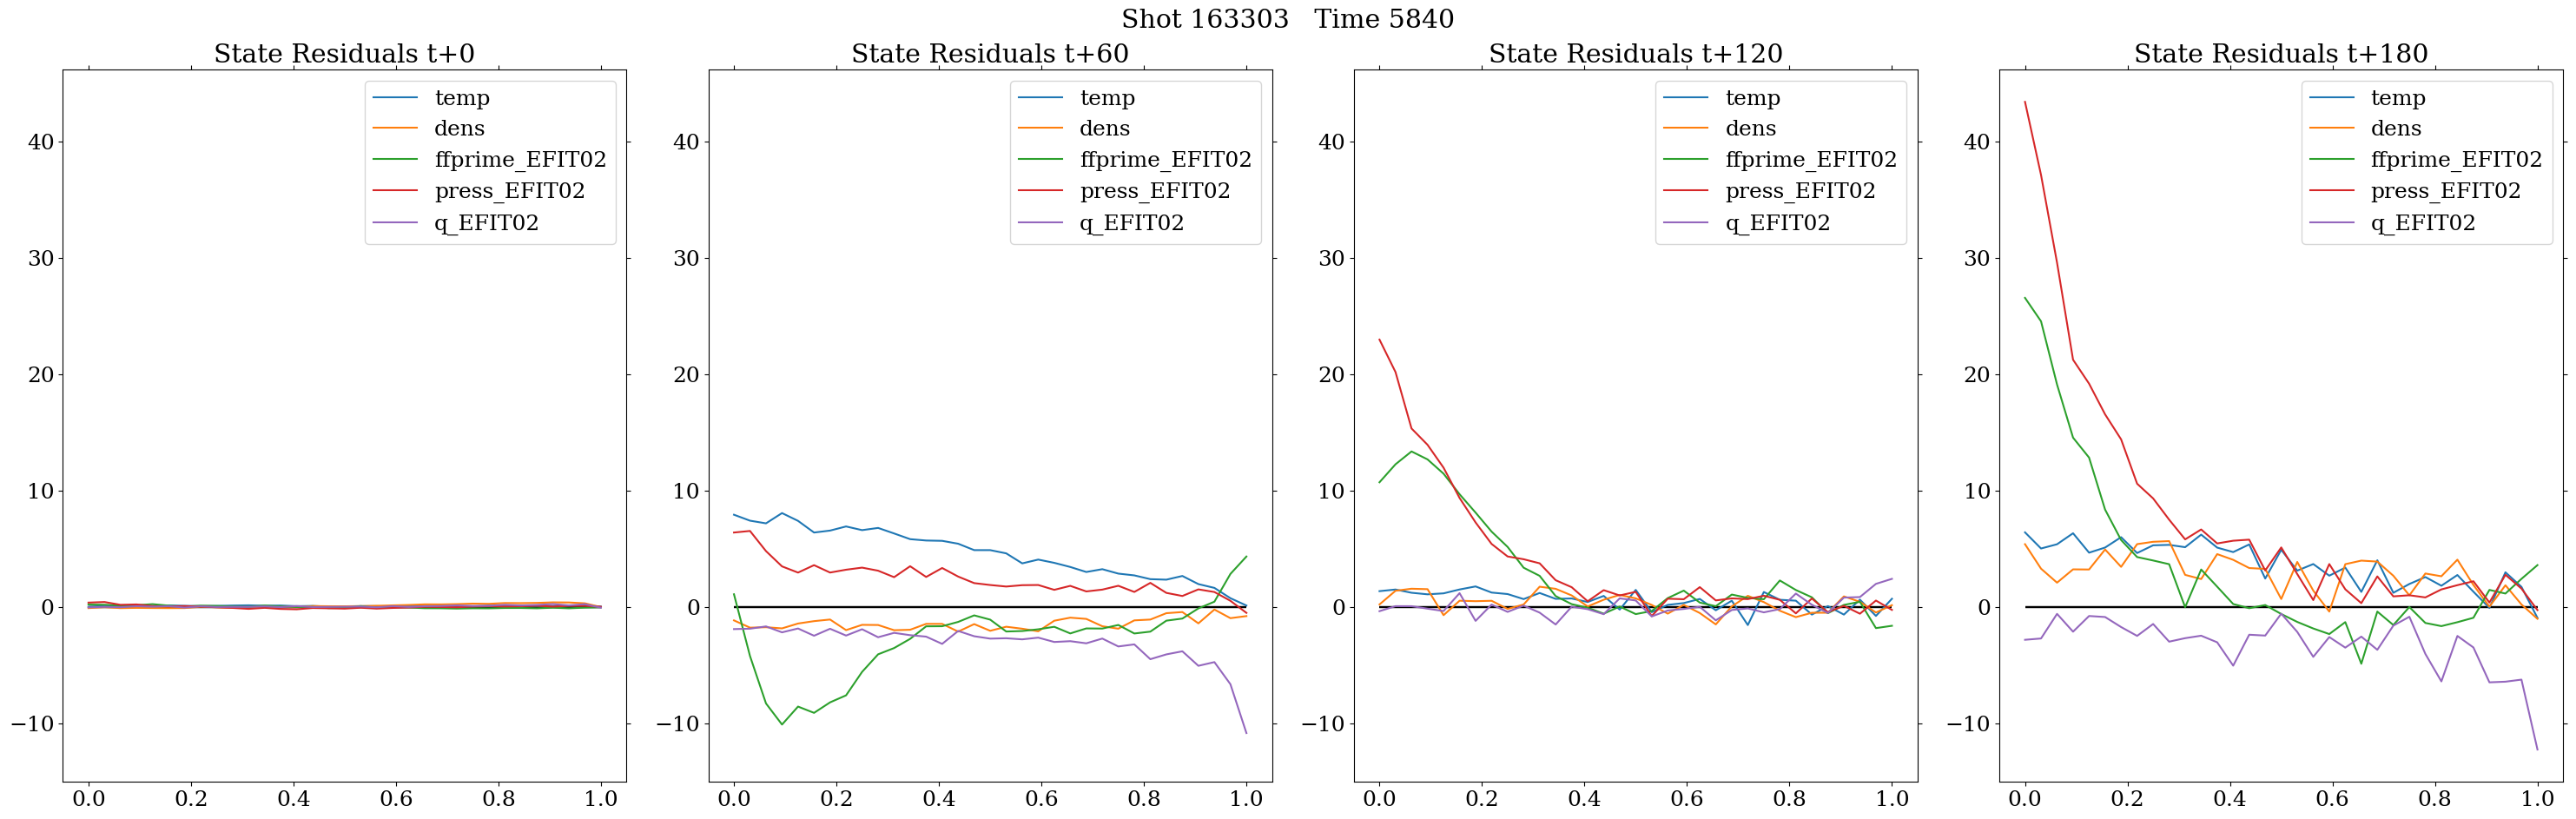 Shot 163303   Time 5840
State Residuals t+0
temp
dens
ffprime_EFIT02
press_EFIT02
q_EFIT02
40
30
20
10
0
−10
0.0 0.2 0.4 0.6 0.8 1.0
State Residuals t+60
temp
dens
ffprime_EFIT02
press_EFIT02
q_EFIT02
40
30
20
10
0
−10
0.0 0.2 0.4 0.6 0.8 1.0
State Residuals t+120
temp
dens
ffprime_EFIT02
press_EFIT02
q_EFIT02
40
30
20
10
0
−10
0.0 0.2 0.4 0.6 0.8 1.0
State Residuals t+180
temp
dens
ffprime_EFIT02
press_EFIT02
q_EFIT02
40
30
20
10
0
−10
0.0 0.2 0.4 0.6 0.8 1.0